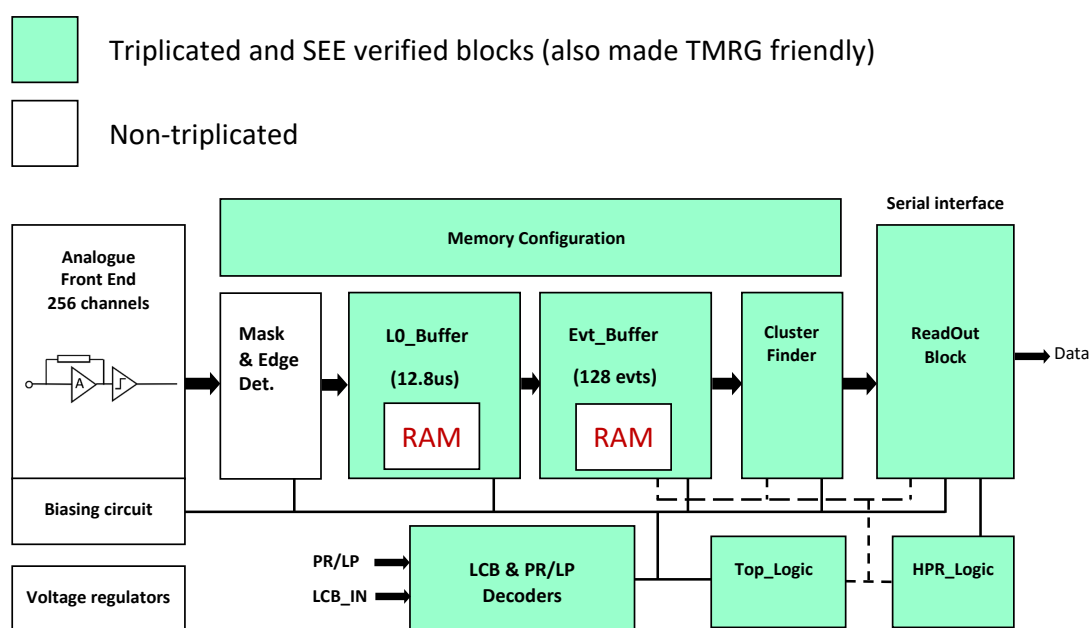 Triplicated and SEE verified blocks (also made TMRG friendly)
Non-triplicated
Serial interface
Memory Configuration
Analogue
Front End
256 channels
A
Mask
& Edge
Det.
L0_Buffer
(12.8us)
RAM
Evt_Buffer
(128 evts)
RAM
Cluster
Finder
ReadOut
Block
Data
Biasing circuit
Voltage regulators
PR/LP
LCB_IN
LCB & PR/LP
Decoders
Top_Logic
HPR_Logic